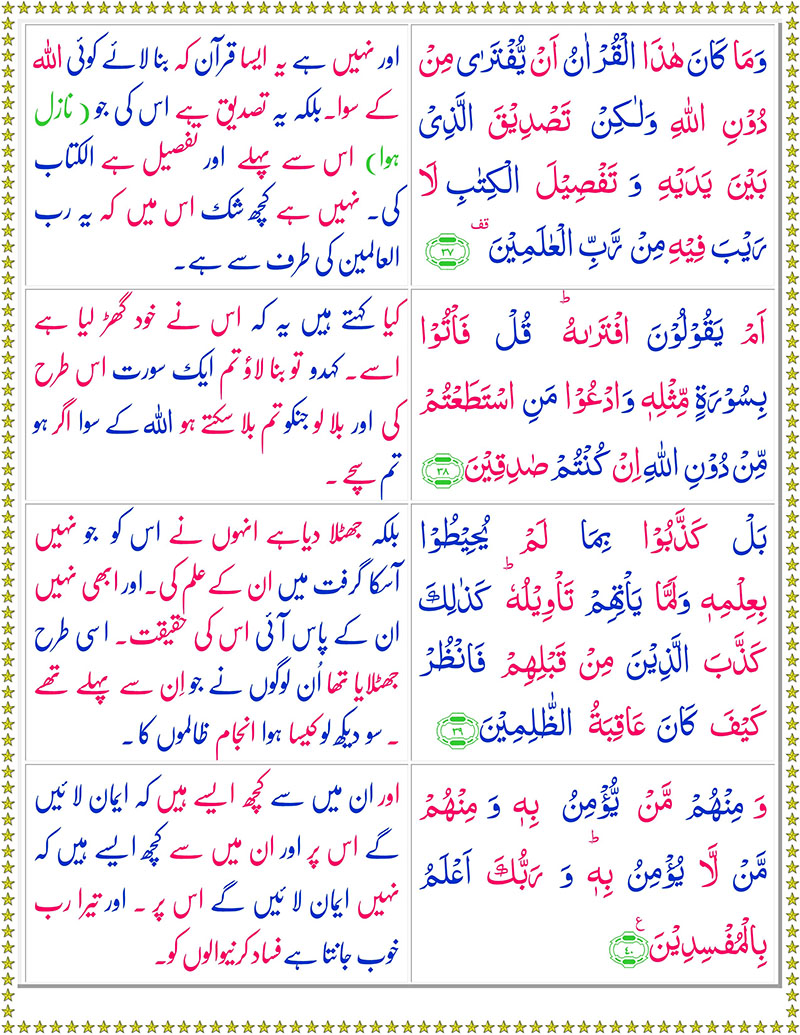 وَمَا كَانَ هٰذَا الْقُرْاٰنُ اَنْ يُّفْتَرٰى مِنْ
دُوْنِ اللّٰهِ وَلٰكِنْ تَصْدِيْقَ الَّذِىْ
بَيْنَ يَدَيْهِ وَ تَفْصِيْلَ الْكِتٰبِ لَا
رَيْبَ فِيْهِ مِنْ رَّبِّ الْعٰلَمِيْنَ قف ۳۷
اور نہیں ہے یہ ایسا قرآن کہ بنا لائے کوئی اللہ
کے سوا۔ بلکہ یہ تصدیق ہے اس کی جو ( نازل
ہوا) اس سے پہلے اور تفصیل ہے الکتاب
کی۔ نہیں ہے کچھ شک اس میں کہ یہ رب
العالمین کی طرف سے ہے۔
اَمْ يَقُوْلُوْنَ افْتَرٰىهُ ؕ قُلْ فَاْتُوْا
بِسُوْرَةٍ مِّثْلِهٖ وَادْعُوْا مَنِ اسْتَطَعْتُمْ
مِّنْ دُوْنِ اللّٰهِ اِنْ كُنْتُمْ صٰدِقِيْنَ ۳۸
کیا کہتے ہیں یہ کہ اس نے خود گھڑ لیا ہے
اسے۔ کہدو تو بنا لاؤ تم ایک سورت اس طرح
کی اور بلا لو جنکو تم بلا سکتے ہو اللہ کے سوا اگر ہو
تم سچے ۔
بَلْ كَذَّبُوْا بِمَا لَمْ يُحِيْطُوْا
بِعِلْمِهٖ وَلَمَّا يَاْتِهِمْ تَاْوِيْلُهٗ ؕ كَذٰلِكَ
كَذَّبَ الَّذِيْنَ مِنْ قَبْلِهِمْ فَانْظُرْ
كَيْفَ كَانَ عَاقِبَةُ الظّٰلِمِيْنَ ۳۹
بلکہ جھٹلا دیا ہے انہوں نے اس کو جو نہیں
آسکا گرفت میں ان کے علم کی۔ اور ابھی نہیں
ان کے پاس آئی اس کی حقیقت۔ اسی طرح
جھٹلایا تھا اُن لوگوں نے جو اِن سے پہلے تھے
۔ سو دیکھ لو کیسا ہوا انجام ظالموں کا ۔
وَ مِنْهُمْ مَّنْ يُّؤْمِنُ بِهٖ وَ مِنْهُمْ
مَّنْ لَّا يُؤْمِنُ بِهٖ ؕ وَ رَبُّكَ اَعْلَمُ
بِالْمُفْسِدِيْنَ ع ۴۰
اور ان میں سے کچھ ایسے ہیں کہ ایمان لائیں
گے اس پر اور ان میں سے کچھ ایسے ہیں کہ
نہیں ایمان لائیں گے اس پر ۔ اور تیرا رب
خوب جانتا ہے فساد کرنیوالوں کو۔